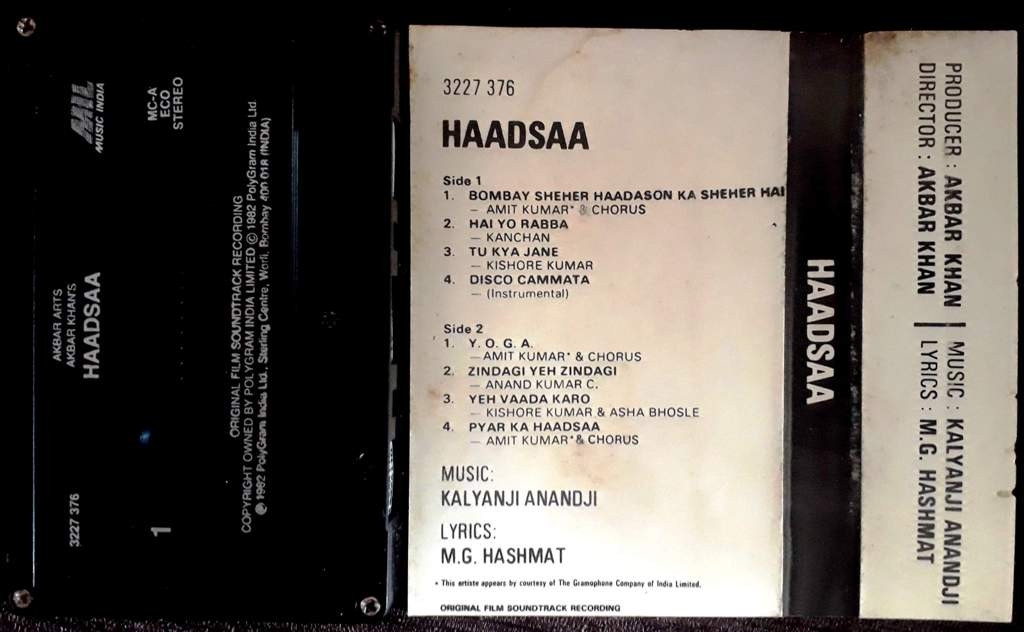 MIL
MUSIC INDIA
MC-A
ECO
STEREO
AKBAR ARTS
AKBAR KHAN'S
HAADSAA
3227 376
1
ORIGINAL FILM SOUNDTRACK RECORDING
COPYRIGHT OWNED BY POLYGRAM INDIA LIMITED © 1982 PolyGram India Ltd
℗ 1982 PolyGram India Ltd., Sterling Centre, Worli, Bombay 400 018 (INDIA)
3227 376
HAADSAA
Side 1
1. BOMBAY SHEHER HAADASON KA SHEHER HAI
— AMIT KUMAR* & CHORUS
2. HAI YO RABBA
— KANCHAN
3. TU KYA JANE
— KISHORE KUMAR
4. DISCO CAMMATA
— (Instrumental)
Side 2
1. Y. O. G. A.
—AMIT KUMAR* & CHORUS
2. ZINDAGI YEH ZINDAGI
— ANAND KUMAR C.
3. YEH VAADA KARO
— KISHORE KUMAR & ASHA BHOSLE
4. PYAR KA HAADSAA
— AMIT KUMAR* & CHORUS
MUSIC:
KALYANJI ANANDJI
LYRICS:
M.G. HASHMAT
* This artiste appears by courtesy of The Gramophone Company of India Limited.
ORIGINAL FILM SOUNDTRACK RECORDING
HAADSAA
PRODUCER : AKBAR KHAN | MUSIC : KALYANJI ANANDJI
DIRECTOR : AKBAR KHAN | LYRICS : M.G. HASHMAT